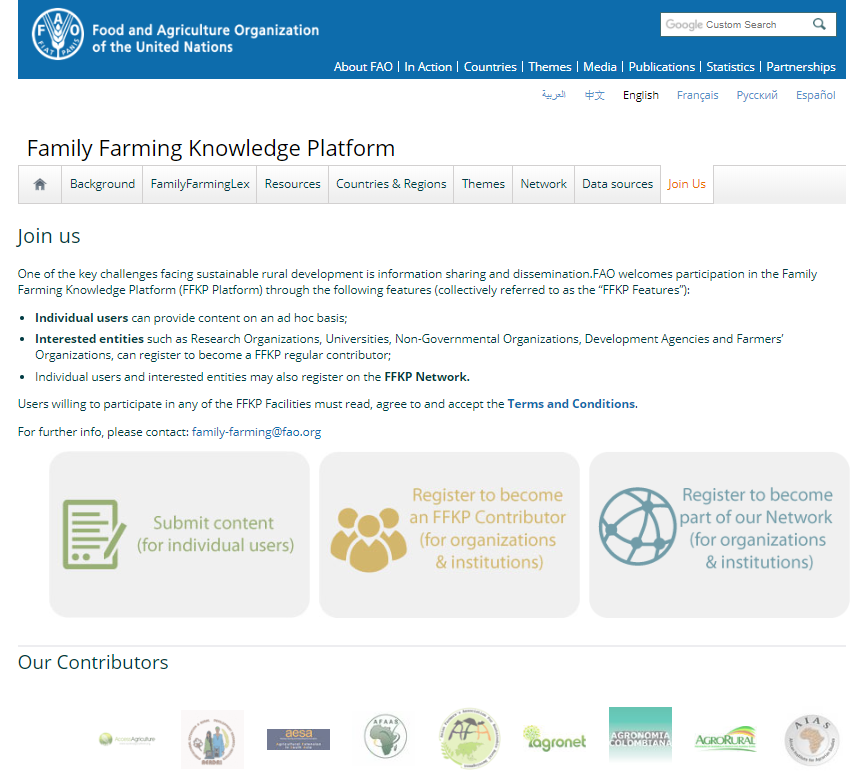 FAO
FIAT PANIS
Food and Agriculture Organization
of the United Nations
Google Custom Search
About FAO | In Action | Countries | Themes | Media | Publications | Statistics | Partnerships
العربية 中文 English Français Русский Español
Family Farming Knowledge Platform
Background FamilyFarmingLex Resources Countries & Regions Themes Network Data sources Join Us
Join us
One of the key challenges facing sustainable rural development is information sharing and dissemination.FAO welcomes participation in the Family
Farming Knowledge Platform (FFKP Platform) through the following features (collectively referred to as the “FFKP Features”):
• Individual users can provide content on an ad hoc basis;
• Interested entities such as Research Organizations, Universities, Non-Governmental Organizations, Development Agencies and Farmers’
Organizations, can register to become a FFKP regular contributor;
• Individual users and interested entities may also register on the FFKP Network.
Users willing to participate in any of the FFKP Facilities must read, agree to and accept the Terms and Conditions.
For further info, please contact: family-farming@fao.org
Submit content
(for individual users)
Register to become
an FFKP Contributor
(for organizations
& institutions)
Register to become
part of our Network
(for organizations
& institutions)
Our Contributors
AccessAgriculture
aesa
AFAAS
AFA
agronet
AGRONOMIA
COLOMBIANA
AGRORURAL
AIAS